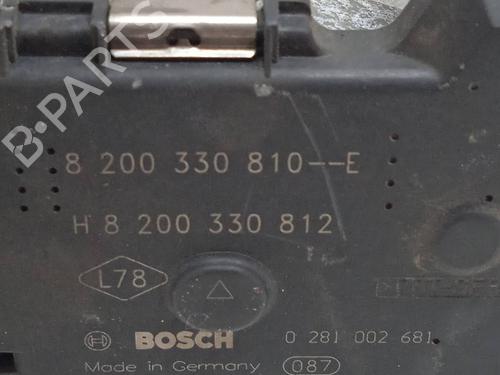 B-PARTS
8 200 330 810--E
H 8 200 330 812
L78
BOSCH 0 281 002 681
Made in Germany 087